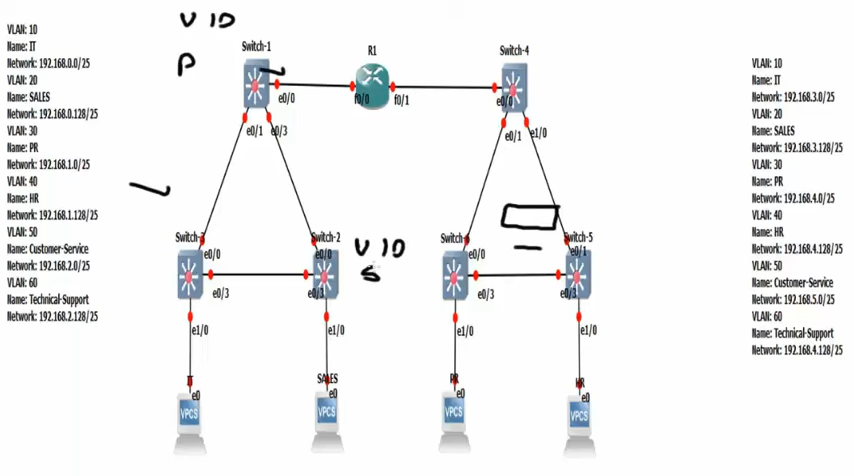 V 10
P
VLAN: 10
Name: IT
Network: 192.168.0.0/25
VLAN: 20
Name: SALES
Network: 192.168.0.128/25
VLAN: 30
Name: PR
Network: 192.168.1.0/25
VLAN: 40
Name: HR
Network: 192.168.1.128/25
VLAN: 50
Name: Customer-Service
Network: 192.168.2.0/25
VLAN: 60
Name: Technical-Support
Network: 192.168.2.128/25
Switch-1
R1
Switch-4
e0/0
f0/0
f0/1
e0/0
e0/1
e0/3
e0/1
e1/0
V 10
S
Switch-2
Switch-5
e0/0
e0/0
e0/0
e0/1
e0/3
e0/3
e0/3
e0/3
e1/0
e1/0
e1/0
e1/0
IT
SALES
PR
HR
e0
e0
e0
e0
VPCS
VPCS
VPCS
VPCS
VLAN: 10
Name: IT
Network: 192.168.3.0/25
VLAN: 20
Name: SALES
Network: 192.168.3.128/25
VLAN: 30
Name: PR
Network: 192.168.4.0/25
VLAN: 40
Name: HR
Network: 192.168.4.128/25
VLAN: 50
Name: Customer-Service
Network: 192.168.5.0/25
VLAN: 60
Name: Technical-Support
Network: 192.168.4.128/25